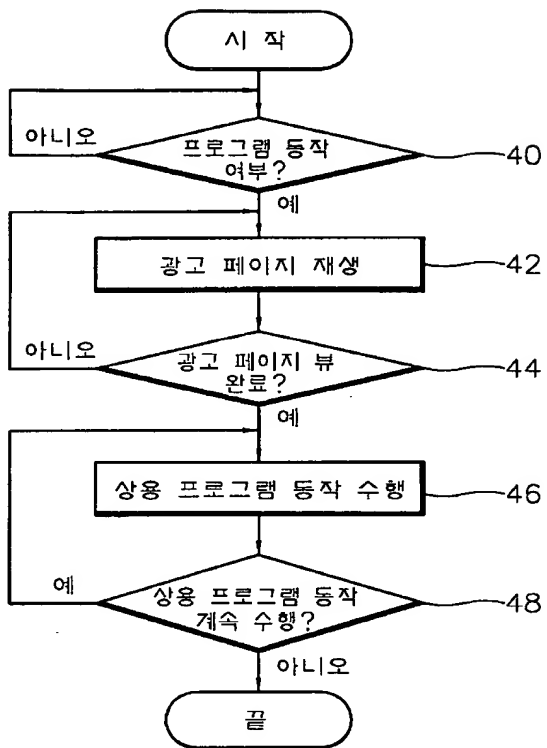 시 작
아니오
프로그램 동작
여부?
40
예
광고 페이지 재생
42
아니오
광고 페이지 뷰
완료?
44
예
상용 프로그램 동작 수행
46
예
상용 프로그램 동작
계속 수행?
48
아니오
끝